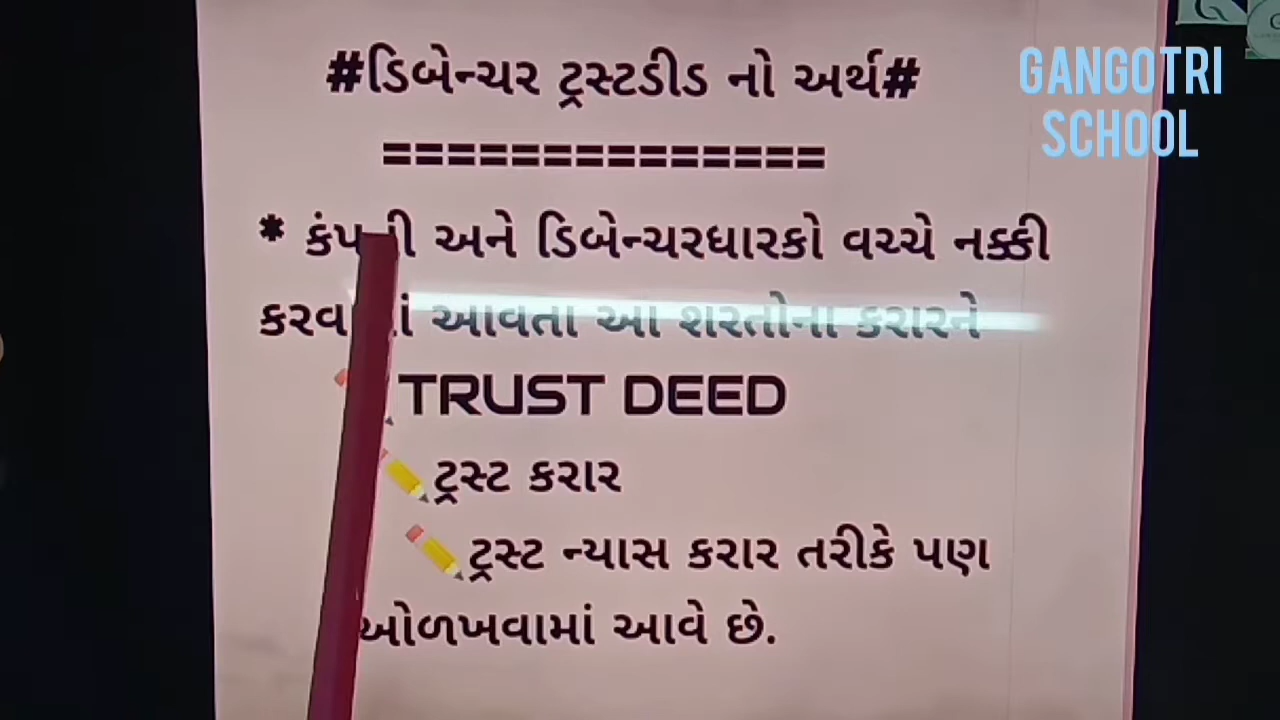 #ડિબેન્ચર ટ્રસ્ટડીડ નો અર્થ#
==============
* કંપની અને ડિબેન્ચરધારકો વચ્ચે નક્કી
કરવામાં આવતા આ શરતોના કરારને
TRUST DEED
ટ્રસ્ટ કરાર
ટ્રસ્ટ ન્યાસ કરાર તરીકે પણ
ઓળખવામાં આવે છે.
GANGOTRI
SCHOOL